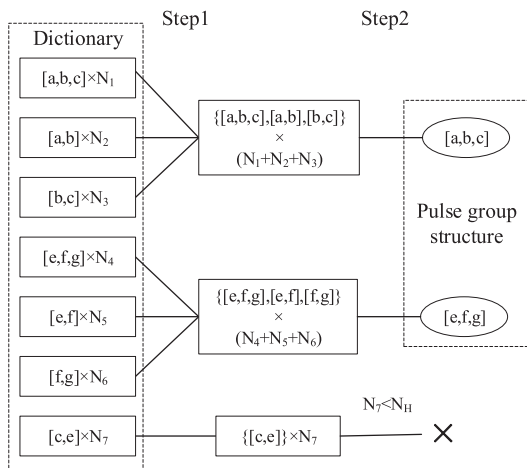 Step1
Step2
Dictionary
[a,b,c]×N₁
[a,b]×N₂
[b,c]×N₃
[e,f,g]×N₄
[e,f]×N₅
[f,g]×N₆
[c,e]×N₇
{[a,b,c],[a,b],[b,c]}
×
(N₁+N₂+N₃)
{[e,f,g],[e,f],[f,g]}
×
(N₄+N₅+N₆)
{[c,e]}×N₇
N₇<N_H
[a,b,c]
Pulse group
structure
[e,f,g]